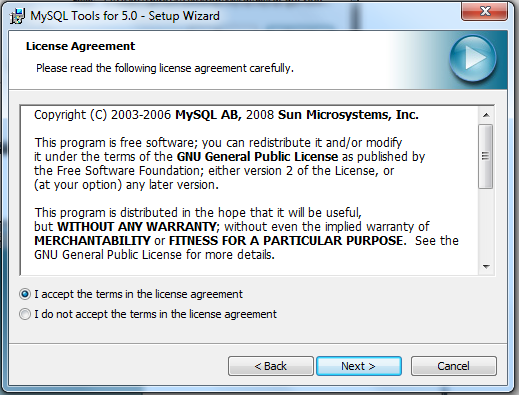 MySQL Tools for 5.0 - Setup Wizard
License Agreement
Please read the following license agreement carefully.
Copyright (C) 2003-2006 MySQL AB, 2008 Sun Microsystems, Inc.
This program is free software; you can redistribute it and/or modify
it under the terms of the GNU General Public License as published by
the Free Software Foundation; either version 2 of the License, or
(at your option) any later version.
This program is distributed in the hope that it will be useful,
but WITHOUT ANY WARRANTY; without even the implied warranty of
MERCHANTABILITY or FITNESS FOR A PARTICULAR PURPOSE. See the
GNU General Public License for more details.
I accept the terms in the license agreement
I do not accept the terms in the license agreement
< Back Next > Cancel